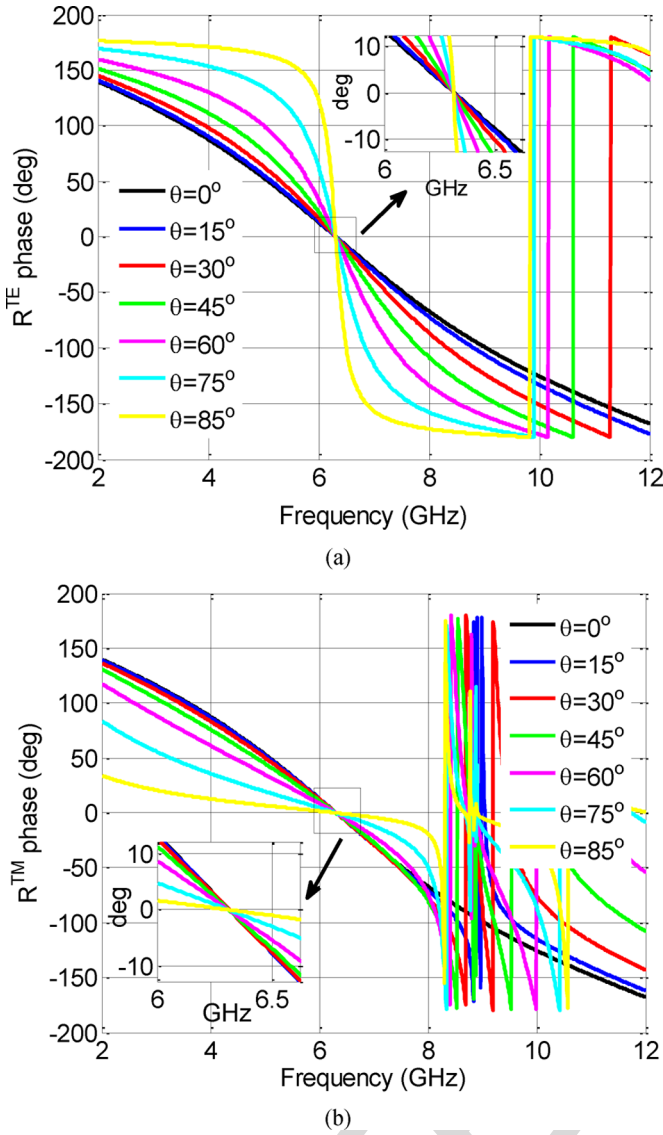 200
150
100
50
0
-50
-100
-150
-200
R^TE phase (deg)
10
0
-10
deg
6
6.5
GHz
θ=0°
θ=15°
θ=30°
θ=45°
θ=60°
θ=75°
θ=85°
2
4
6
8
10
12
Frequency (GHz)
(a)
200
150
100
50
0
-50
-100
-150
-200
R^TM phase (deg)
θ=0°
θ=15°
θ=30°
θ=45°
θ=60°
θ=75°
θ=85°
10
0
-10
deg
6
6.5
GHz
2
4
6
8
10
12
Frequency (GHz)
(b)